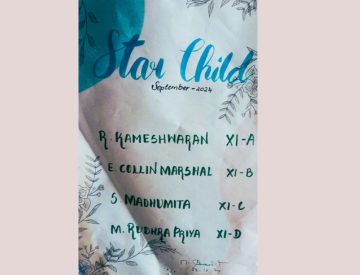 Star Child
September - 2024
R. KAMESHWARAN XI-A
E. COLLIN MARSHAL XI-B
S. MADHUMITA XI-C
M. RUDHRA PRIYA XI-D